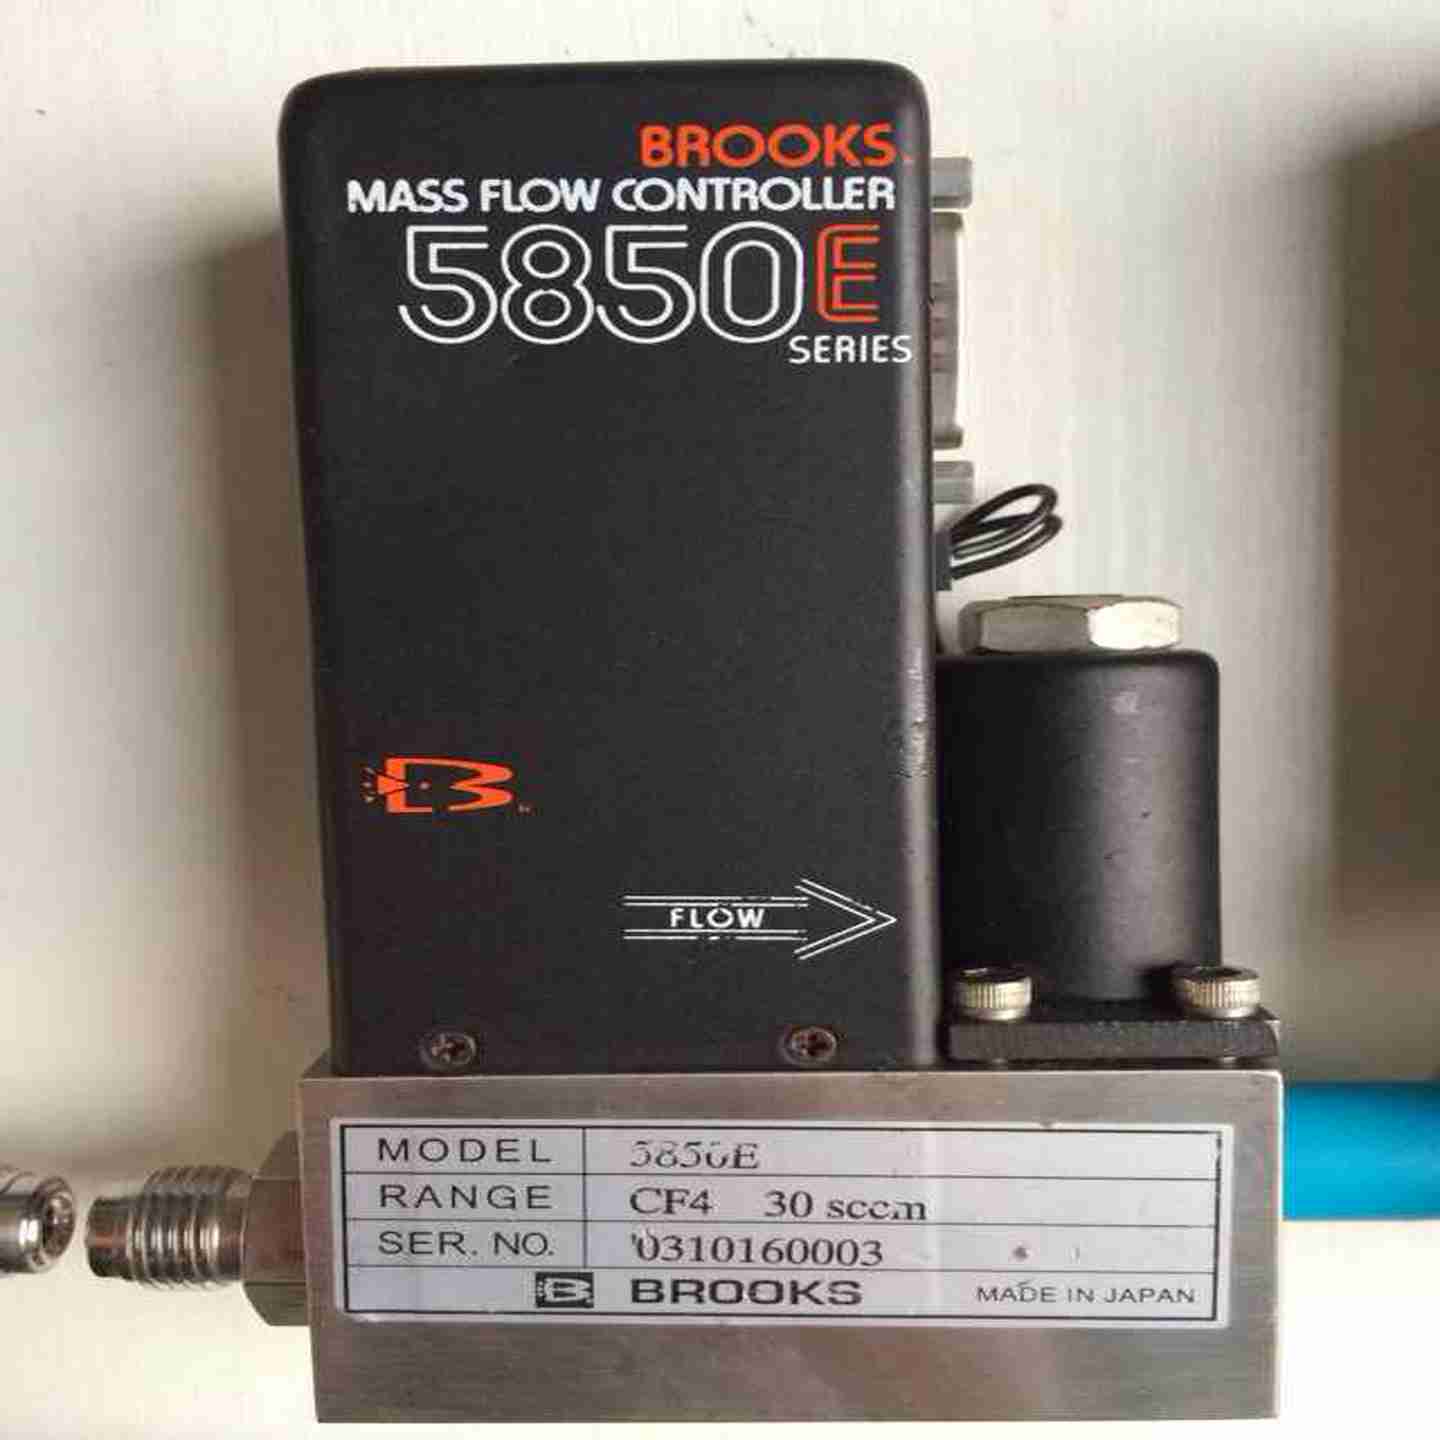 BROOKS
MASS FLOW CONTROLLER
5850E
SERIES
B
FLOW
MODEL 5850E
RANGE CF4 30 sccm
SER. NO. '0310160003
B BROOKS MADE IN JAPAN